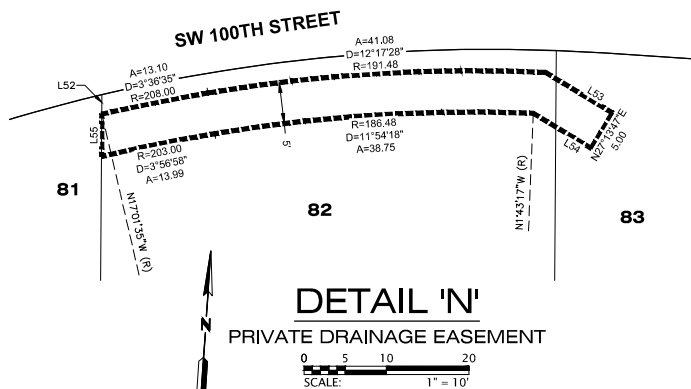 SW 100TH STREET
A=13.10
D=3°36'35"
R=208.00
A=41.08
D=12°17'28"
R=191.48
L52
L53
L55
5'
R=203.00
D=3°56'58"
A=13.99
R=186.48
D=11°54'18"
A=38.75
L54
N27°13'47"E
5.00
N17°01'35"W (R)
N1°43'17"W (R)
81
82
83
N
DETAIL 'N'
PRIVATE DRAINAGE EASEMENT
0 5 10 20
SCALE: 1" = 10'